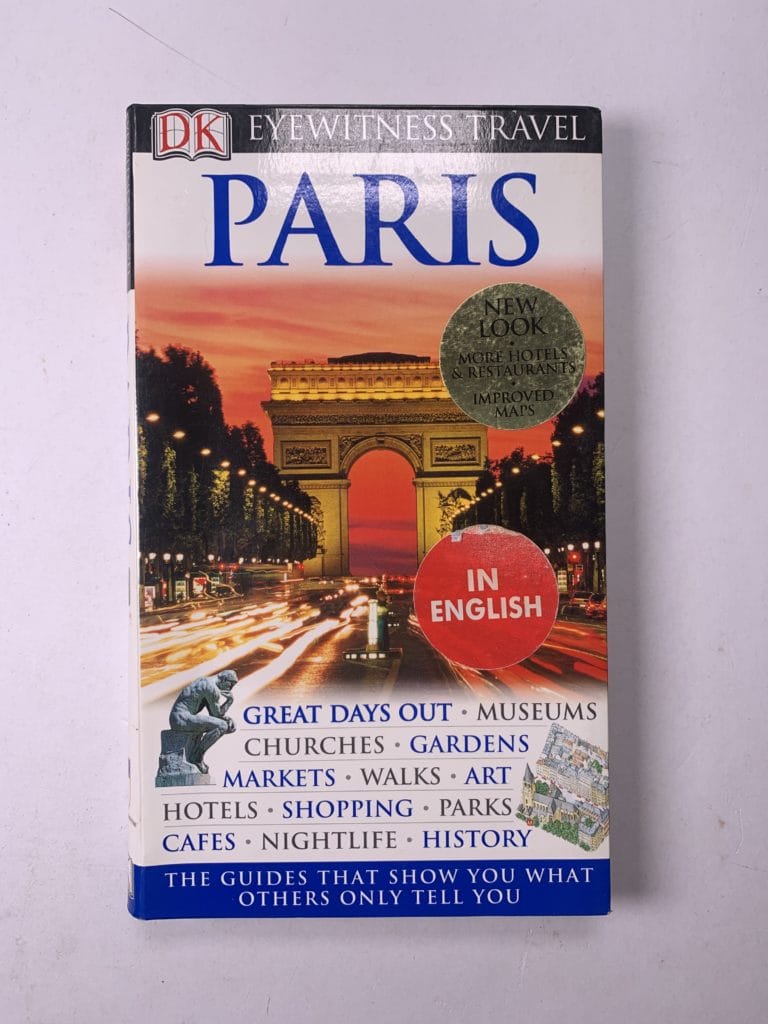 DK EYEWITNESS TRAVEL
PARIS
NEW
LOOK
•
MORE HOTELS
& RESTAURANTS
•
IMPROVED
MAPS
IN
ENGLISH
GREAT DAYS OUT • MUSEUMS
CHURCHES • GARDENS
MARKETS • WALKS • ART
HOTELS • SHOPPING • PARKS
CAFES • NIGHTLIFE • HISTORY
THE GUIDES THAT SHOW YOU WHAT
OTHERS ONLY TELL YOU